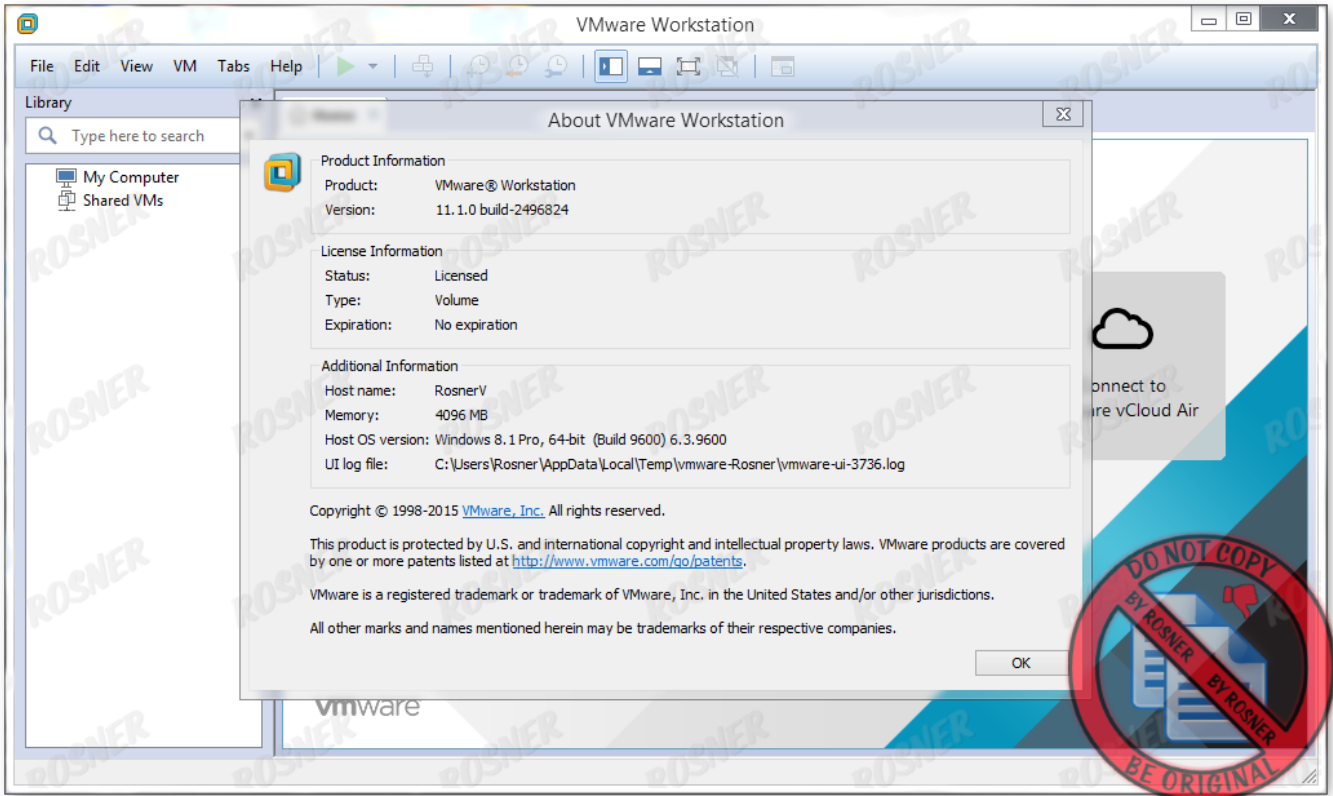 VMware Workstation
File Edit View VM Tabs Help
Library
Type here to search
My Computer
Shared VMs
About VMware Workstation
Product Information
Product: VMware® Workstation
Version: 11.1.0 build-2496824
License Information
Status: Licensed
Type: Volume
Expiration: No expiration
Additional Information
Host name: RosnerV
Memory: 4096 MB
Host OS version: Windows 8.1 Pro, 64-bit (Build 9600) 6.3.9600
UI log file: C:\Users\Rosner\AppData\Local\Temp\vmware-Rosner\vmware-ui-3736.log
Copyright © 1998-2015 VMware, Inc. All rights reserved.
This product is protected by U.S. and international copyright and intellectual property laws. VMware products are covered
by one or more patents listed at http://www.vmware.com/go/patents.
VMware is a registered trademark or trademark of VMware, Inc. in the United States and/or other jurisdictions.
All other marks and names mentioned herein may be trademarks of their respective companies.
OK
onnect to
are vCloud Air
vmware
DO NOT COPY
BY ROSNER
BY ROSNER
BE ORIGINAL
ROSNER